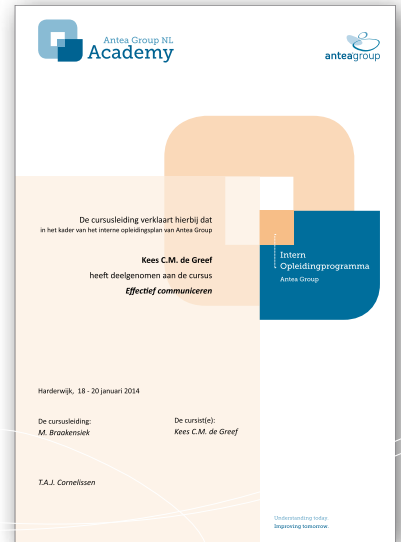 Antea Group NL
Academy
anteagroup
De cursusleiding verklaart hierbij dat
in het kader van het interne opleidingsplan van Antea Group
Kees C.M. de Greef
heeft deelgenomen aan de cursus
Effectief communiceren
Intern
Opleidingprogramma
Antea Group
Harderwijk, 18 - 20 januari 2014
De cursusleiding:
M. Braakensiek
De cursist(e):
Kees C.M. de Greef
T.A.J. Cornelissen
Understanding today.
Improving tomorrow.